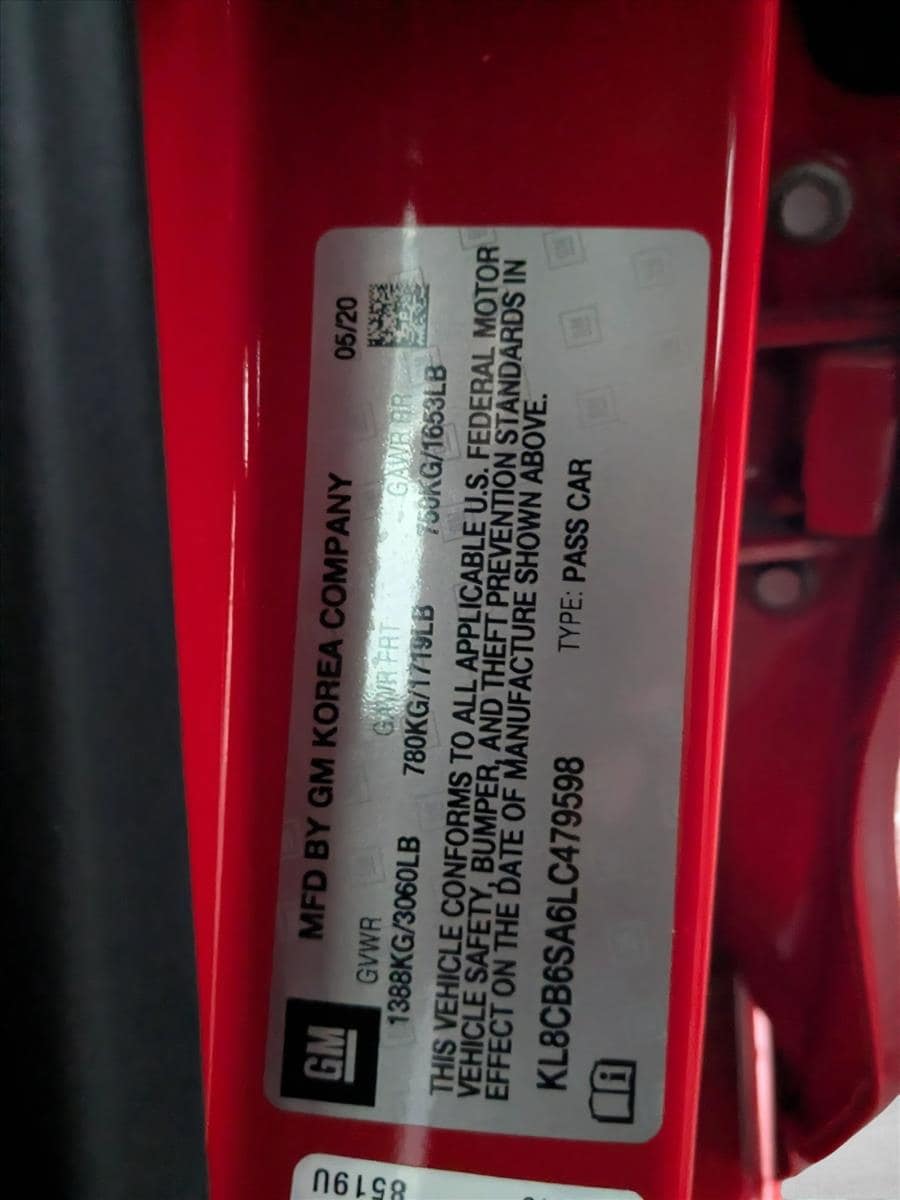 GM
MFD BY GM KOREA COMPANY 05/20
GVWR GAWR FRT GAWR RR
1388KG/3060LB 780KG/1719LB 750KG/1653LB
THIS VEHICLE CONFORMS TO ALL APPLICABLE U.S. FEDERAL MOTOR
VEHICLE SAFETY, BUMPER, AND THEFT PREVENTION STANDARDS IN
EFFECT ON THE DATE OF MANUFACTURE SHOWN ABOVE.
KL8CB6SA6LC479598 TYPE: PASS CAR
i
8519U